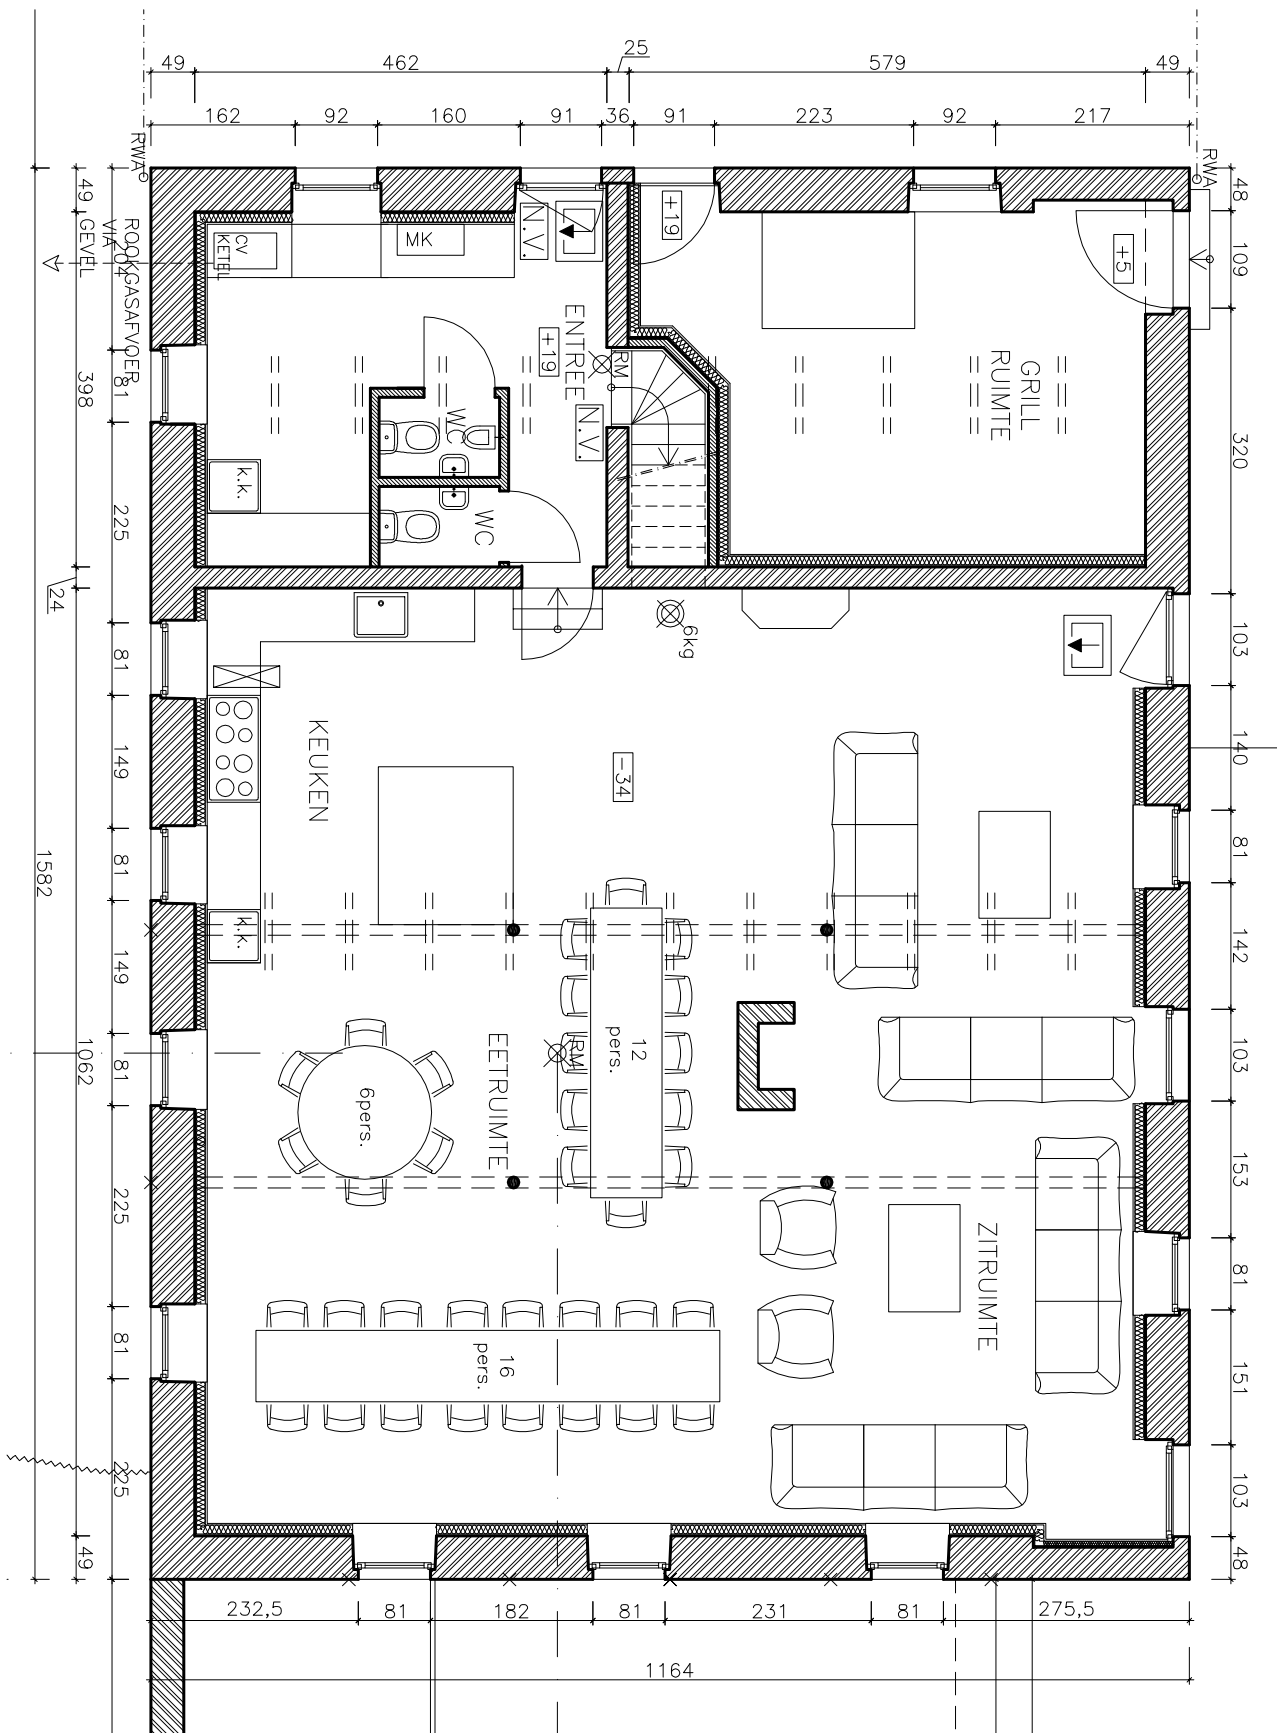 49
462
25
579
49
162
92
160
91
36
91
223
92
217
RWA
RWA
49
398
24
1062
49
1582
ROOKGASAFVOER
VIA
GEVEL
81
225
81
149
81
149
81
225
81
225
48
109
320
103
140
81
142
103
153
81
151
103
48
CV
KETEL
MK
N.V.
+19
+5
ENTREE
+19
RM
N.V.
GRILL
RUIMTE
WC
WC
k.k.
6kg
KEUKEN
-34
k.k.
EETRUIMTE
RM
12
pers.
6pers.
ZITRUIMTE
16
pers.
232,5
81
182
81
231
81
275,5
1164